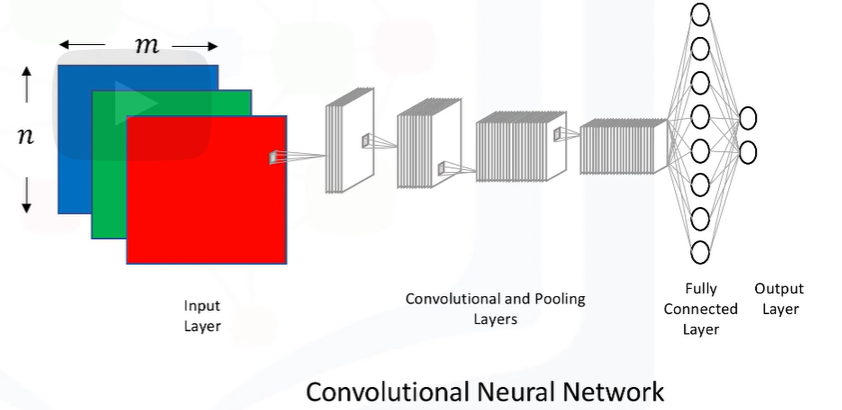 m
n
Input
Layer
Convolutional and Pooling
Layers
Fully
Connected
Layer
Output
Layer
Convolutional Neural Network